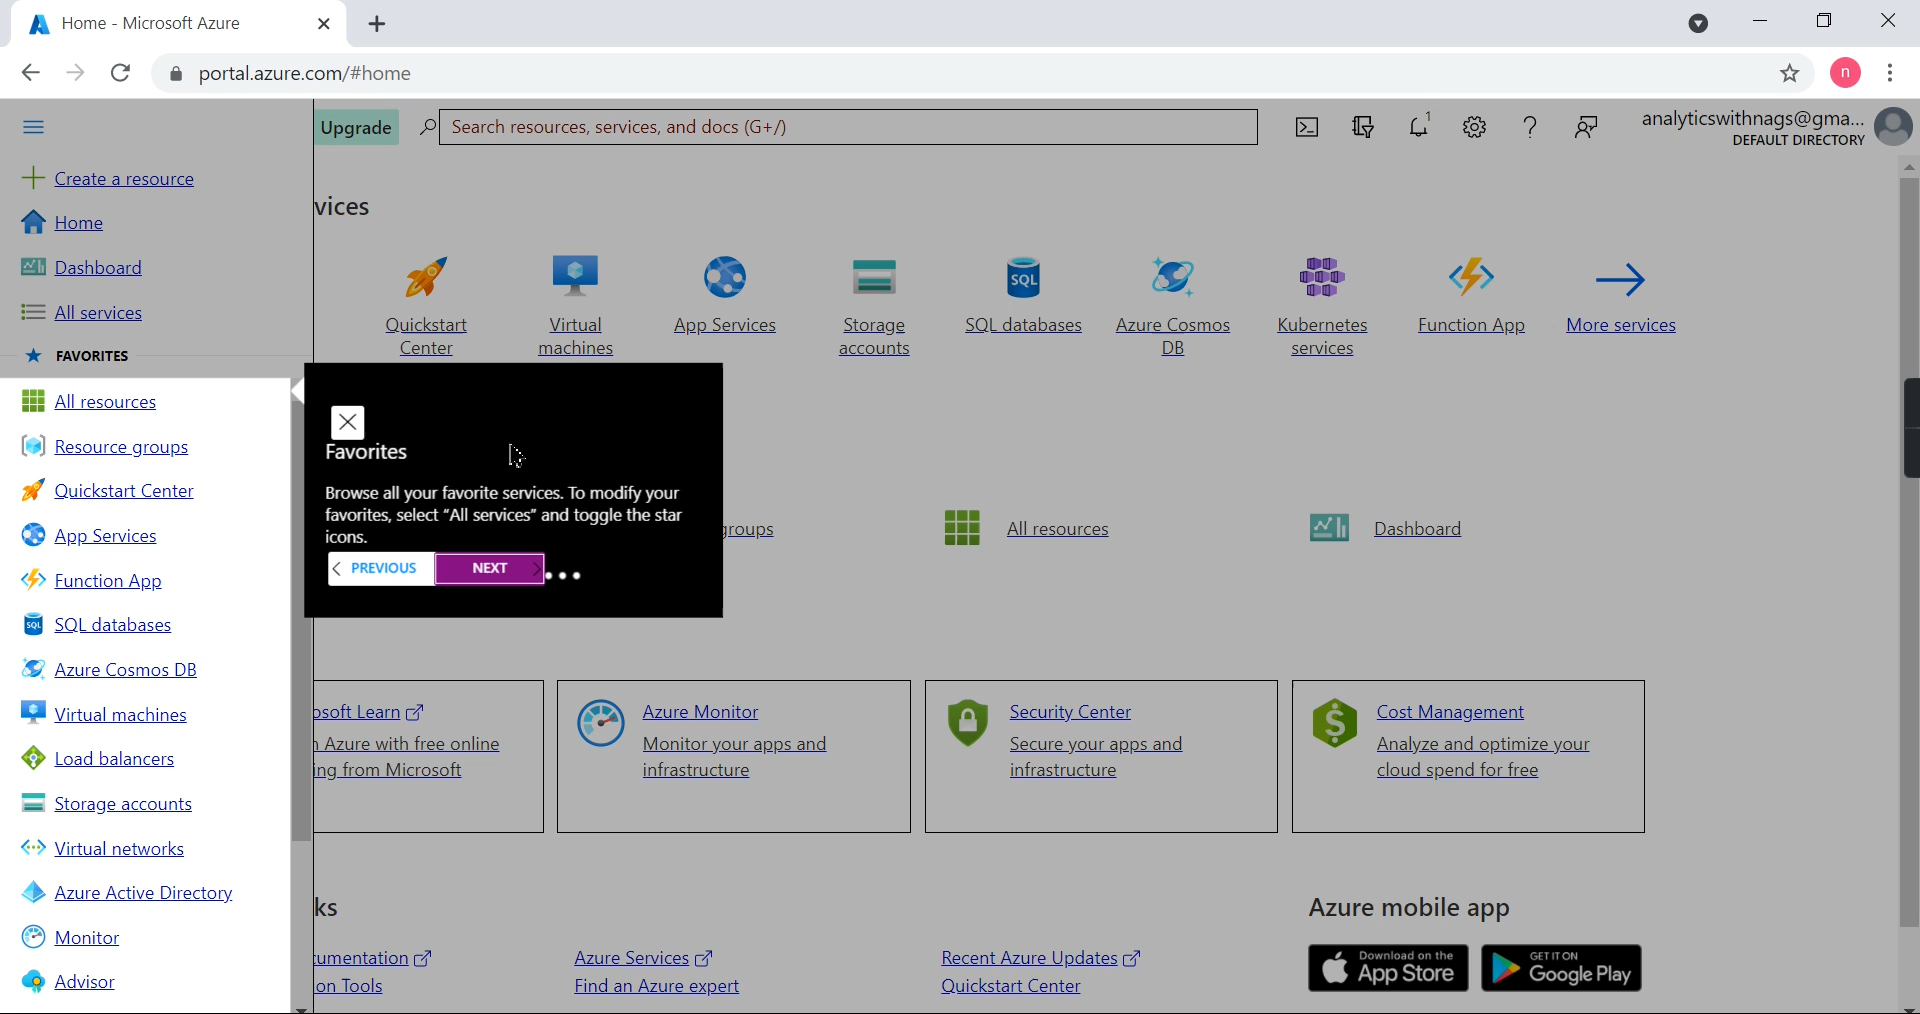 Home - Microsoft Azure
portal.azure.com/#home
n
Upgrade
Search resources, services, and docs (G+/)
1
analyticswithnags@gma...
DEFAULT DIRECTORY
Create a resource
Home
Dashboard
All services
FAVORITES
All resources
Resource groups
Quickstart Center
App Services
Function App
SQL
SQL databases
Azure Cosmos DB
Virtual machines
Load balancers
Storage accounts
Virtual networks
Azure Active Directory
Monitor
Advisor
vices
Quickstart
Center
Virtual
machines
App Services
Storage
accounts
SQL
SQL databases
Azure Cosmos
DB
Kubernetes
services
Function App
More services
Favorites
Browse all your favorite services. To modify your
favorites, select “All services” and toggle the star
icons.
PREVIOUS
NEXT
groups
All resources
Dashboard
osoft Learn
n Azure with free online
ing from Microsoft
Azure Monitor
Monitor your apps and
infrastructure
Security Center
Secure your apps and
infrastructure
Cost Management
Analyze and optimize your
cloud spend for free
ks
cumentation
on Tools
Azure Services
Find an Azure expert
Recent Azure Updates
Quickstart Center
Azure mobile app
Download on the
App Store
GET IT ON
Google Play